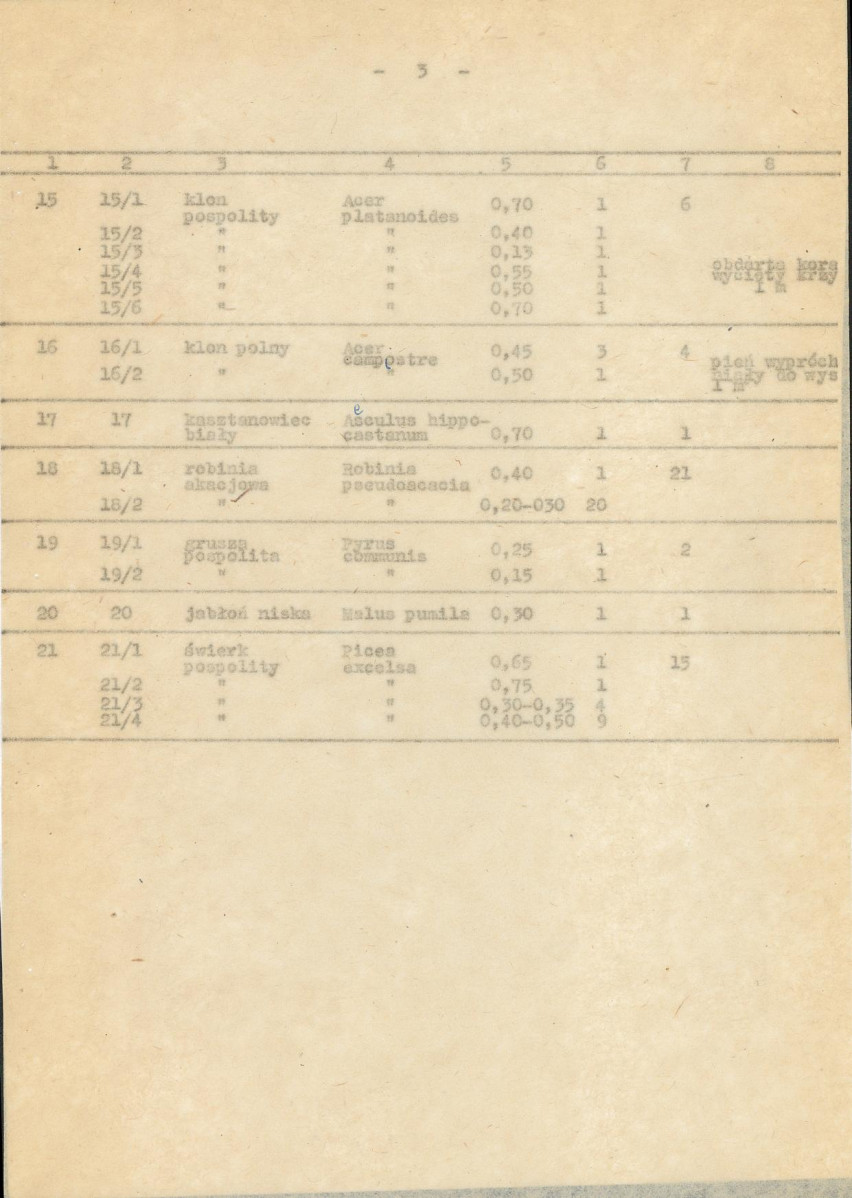 - 3 -
1 2 3 4 5 6 7 8
15 15/1 klon Acer 0,70 1 6
pospolity platanoides
15/2 " " 0,40 1
15/3 " " 0,13 1
15/4 " " 0,55 1 obdarta kora
15/5 " " 0,50 1 wycięty krzy
15/6 " " 0,70 1 1 m
16 16/1 klon polny Acer 0,45 3 4
campestre pień wypróch
16/2 " " 0,50 1 niały do wys
1 m
17 17 kasztanowiec Aesculus hippo-
biały castanum 0,70 1 1
18 18/1 robinia Robinia 0,40 1 21
akacjowa pseudoacacia
18/2 " " 0,20-030 20
19 19/1 grusza Pyrus 0,25 1 2
pospolita communis
19/2 " " 0,15 1
20 20 jabłoń niska Malus pumila 0,30 1 1
21 21/1 świerk Picea 0,65 1 15
pospolity excelsa
21/2 " " 0,75 1
21/3 " " 0,30-0,35 4
21/4 " " 0,40-0,50 9